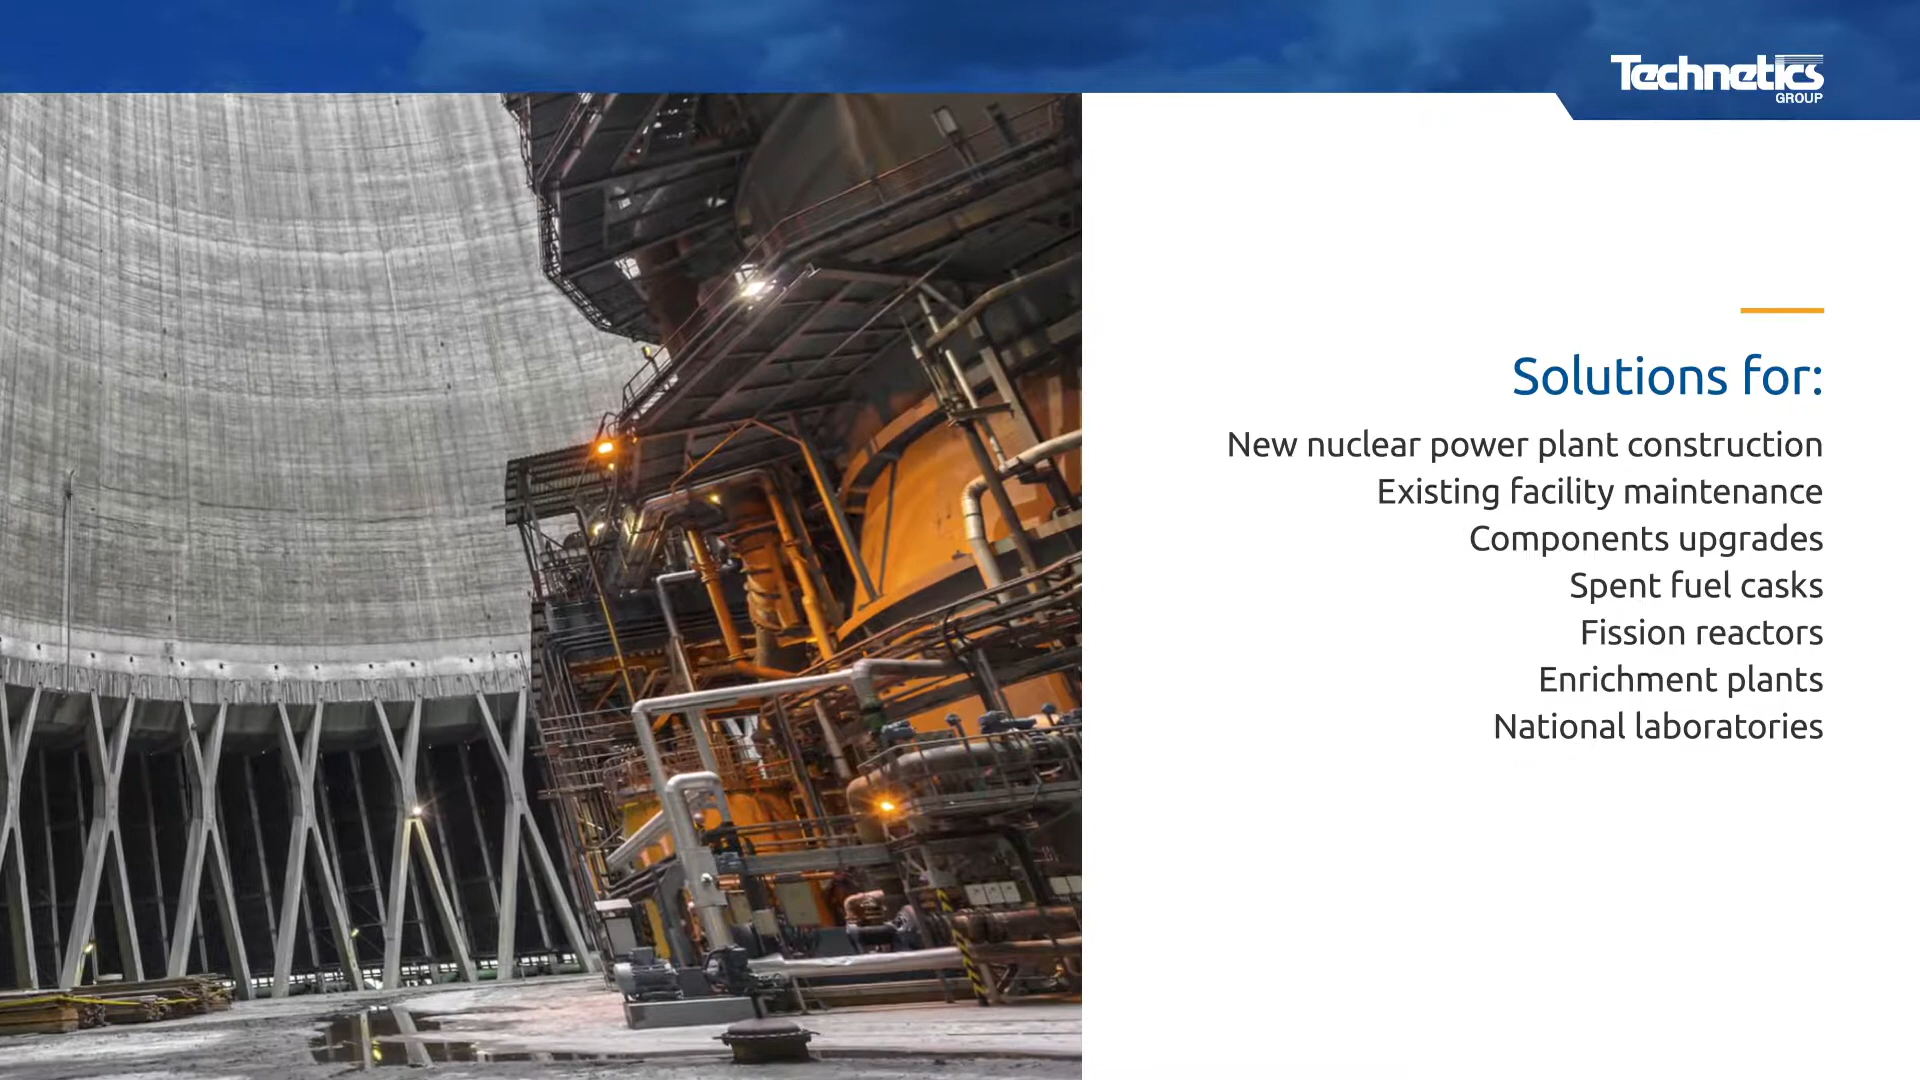 Technetics
GROUP
Solutions for:
New nuclear power plant construction
Existing facility maintenance
Components upgrades
Spent fuel casks
Fission reactors
Enrichment plants
National laboratories